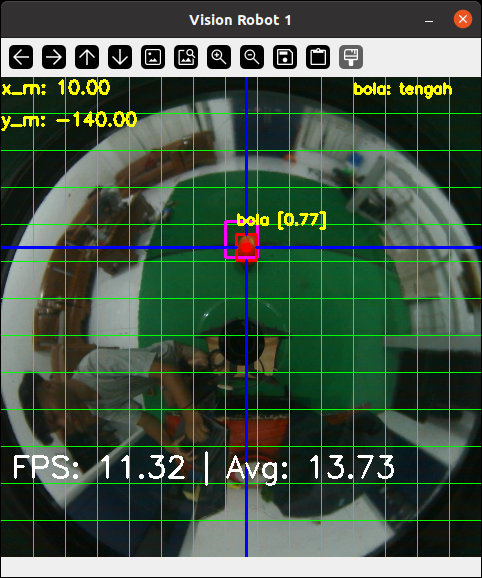 Vision Robot 1
x_m: 10.00
bola: tengah
y_m: -140.00
bola [0.77]
FPS: 11.32 | Avg: 13.73